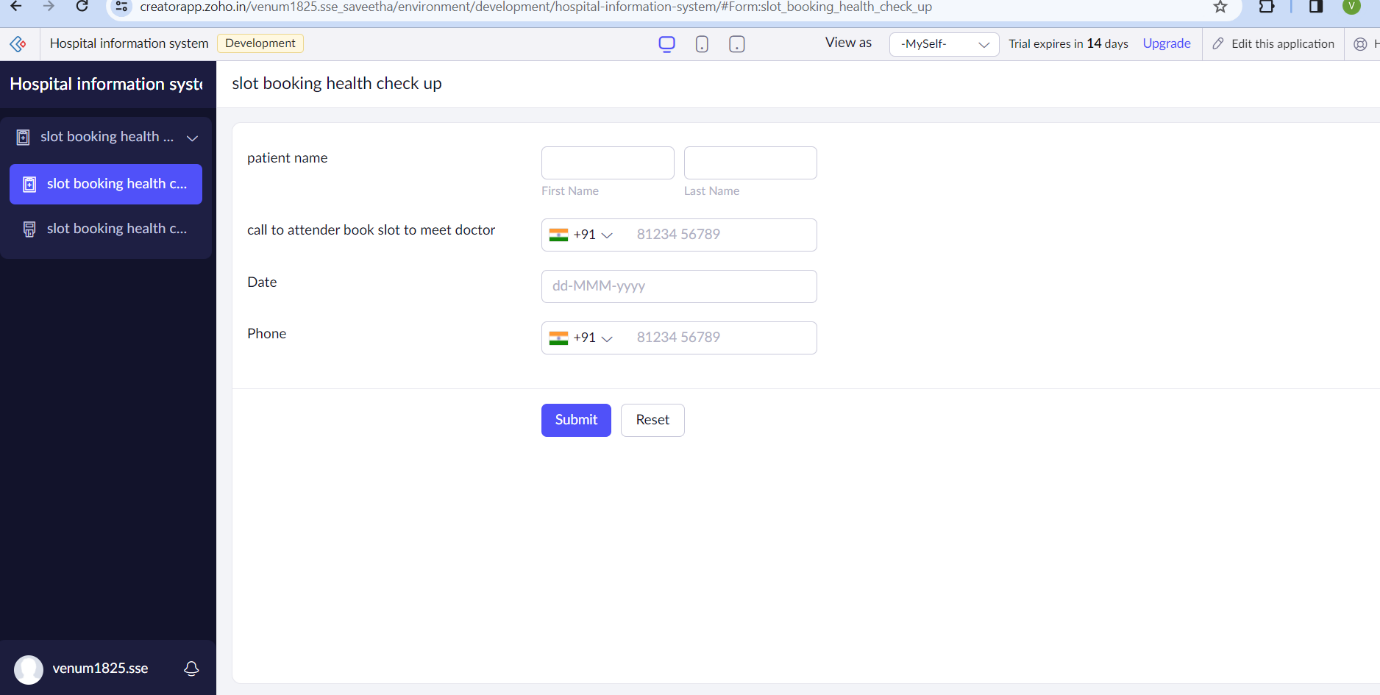 creatorapp.zoho.in/venum1825.sse_saveetha/environment/development/hospital-information-system/#Form:slot_booking_health_check_up
V
Hospital information system Development View as -MySelf- Trial expires in 14 days Upgrade Edit this application H
Hospital information syste
slot booking health check up
slot booking health ...
slot booking health c...
slot booking health c...
patient name
First Name Last Name
call to attender book slot to meet doctor +91 81234 56789
Date dd-MMM-yyyy
Phone +91 81234 56789
Submit Reset
venum1825.sse